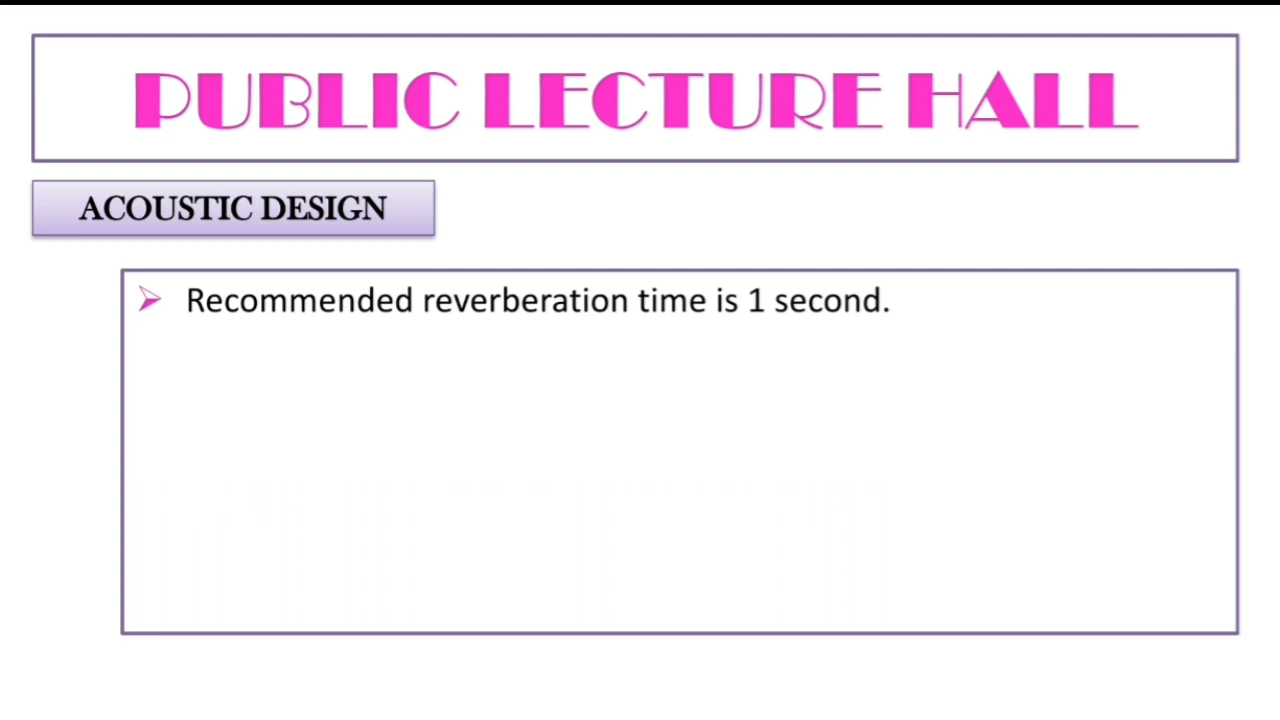 PUBLIC LECTURE HALL
ACOUSTIC DESIGN
Recommended reverberation time is 1 second.